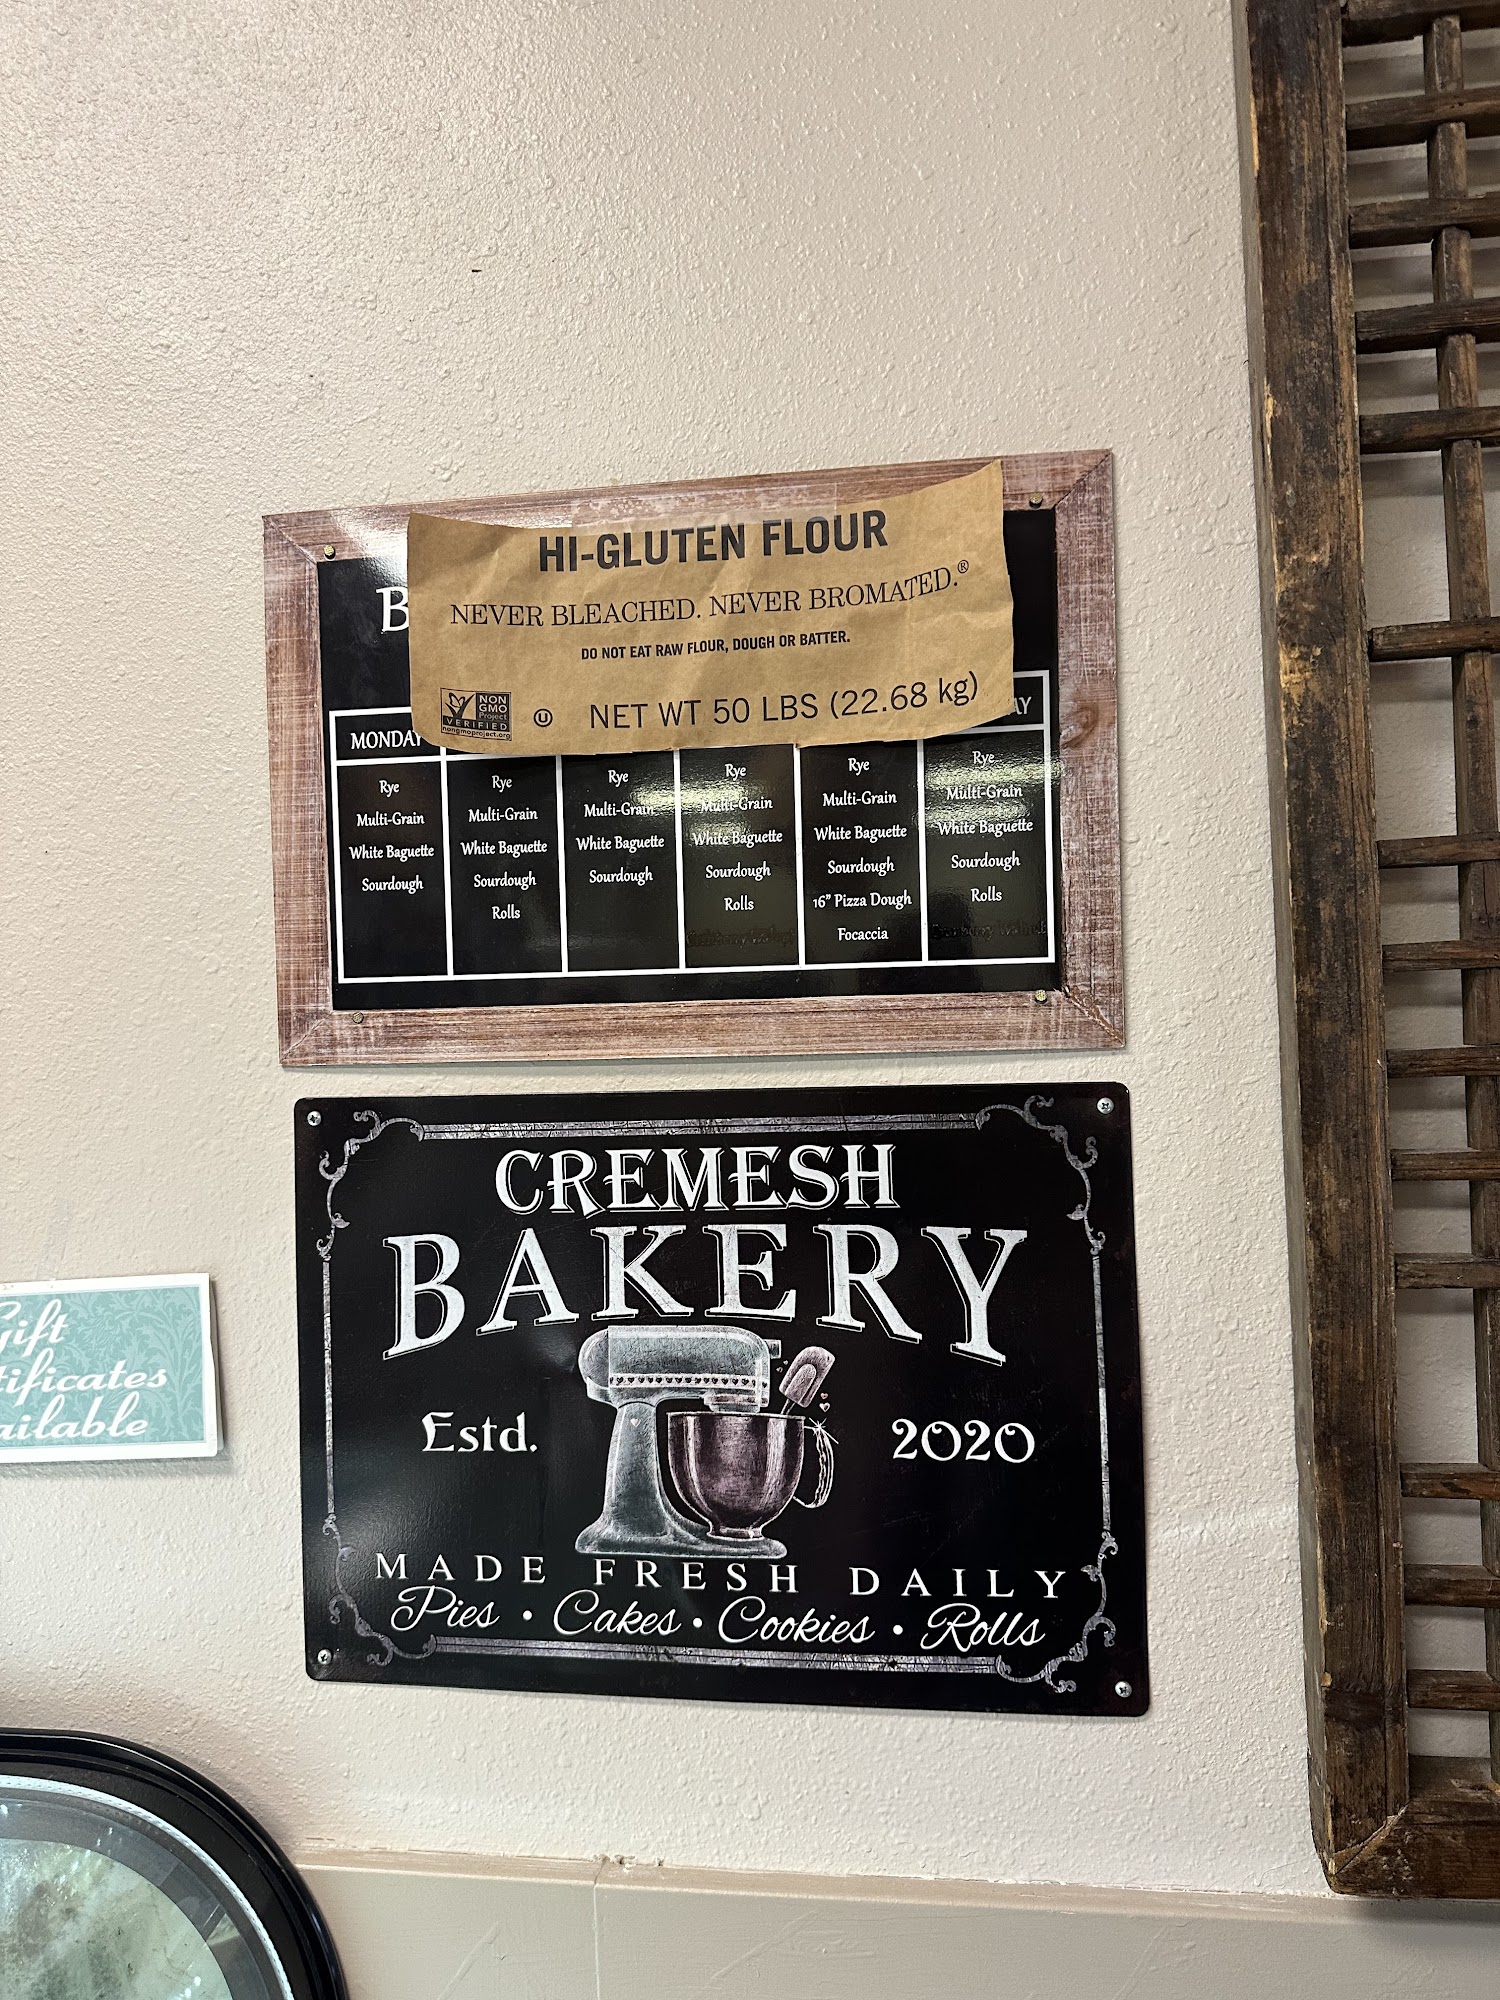 HI-GLUTEN FLOUR
NEVER BLEACHED. NEVER BROMATED.®
DO NOT EAT RAW FLOUR, DOUGH OR BATTER.
NON
GMO
Project
VERIFIED
nongmoproject.org
U
NET WT 50 LBS (22.68 kg)
B
MONDAY
AY
Rye
Multi-Grain
White Baguette
Sourdough
Rye
Multi-Grain
White Baguette
Sourdough
Rolls
Rye
Multi-Grain
White Baguette
Sourdough
Rye
Multi-Grain
White Baguette
Sourdough
Rolls
Rye
Multi-Grain
White Baguette
Sourdough
16" Pizza Dough
Focaccia
Rye
Multi-Grain
White Baguette
Sourdough
Rolls
CREMESH
BAKERY
Estd. 2020
MADE FRESH DAILY
Pies • Cakes • Cookies • Rolls
Gift
tificates
ailable